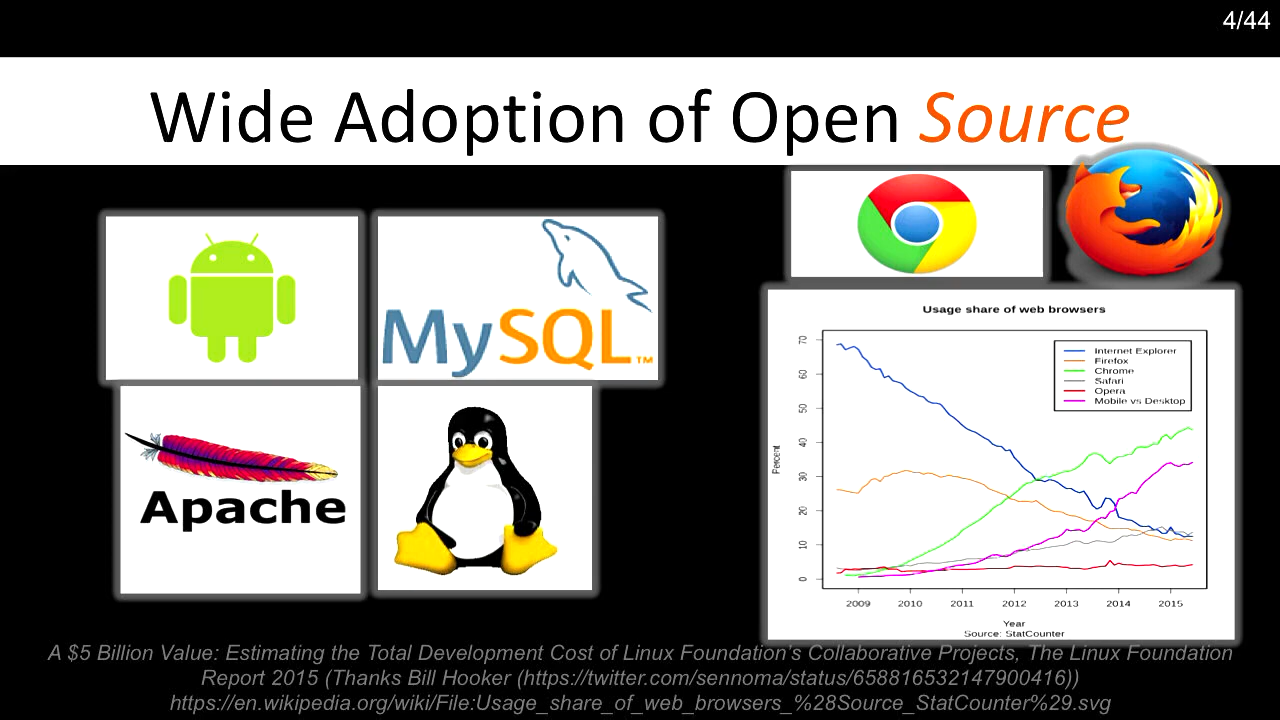 4/44
Wide Adoption of Open Source
MySQL™
Apache
Usage share of web browsers
Internet Explorer
Firefox
Chrome
Safari
Opera
Mobile vs Desktop
Percent
70
60
50
40
30
20
10
0
2009 2010 2011 2012 2013 2014 2015
Year
Source: StatCounter
A $5 Billion Value: Estimating the Total Development Cost of Linux Foundation's Collaborative Projects, The Linux Foundation
Report 2015 (Thanks Bill Hooker (https://twitter.com/sennoma/status/658816532147900416))
https://en.wikipedia.org/wiki/File:Usage_share_of_web_browsers_%28Source_StatCounter%29.svg